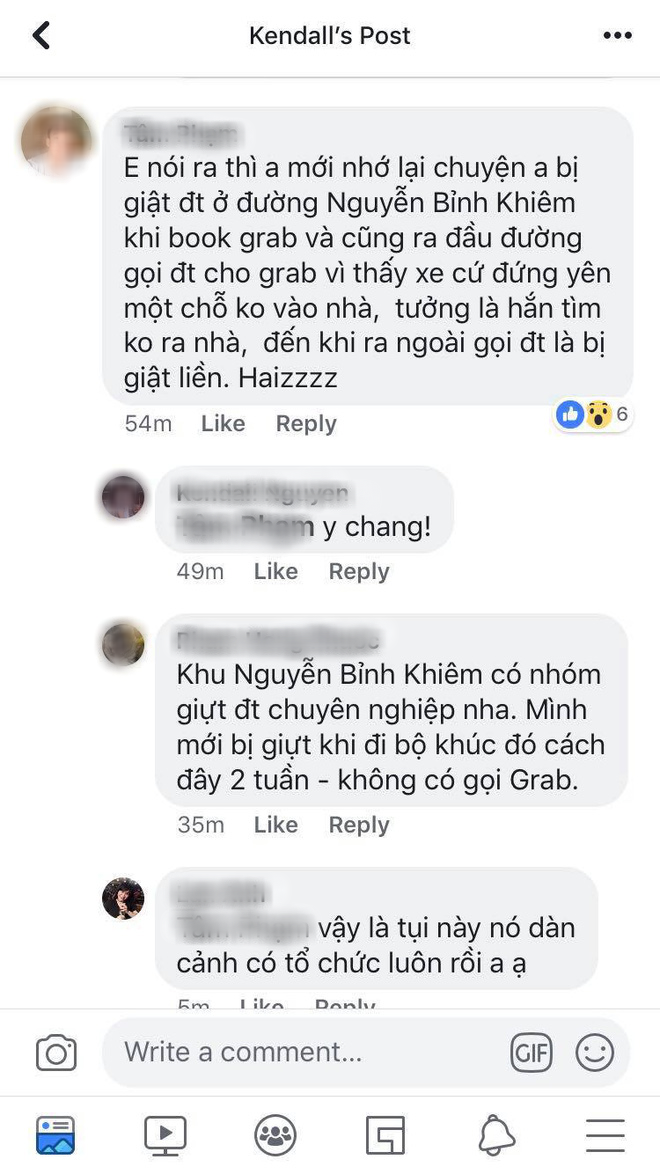 Kendall's Post
E nói ra thì a mới nhớ lại chuyện a bị
giật đt ở đường Nguyễn Bỉnh Khiêm
khi book grab và cũng ra đầu đường
gọi đt cho grab vì thấy xe cứ đứng yên
một chỗ ko vào nhà, tưởng là hắn tìm
ko ra nhà, đến khi ra ngoài gọi đt là bị
giật liền. Haizzzz
54m Like Reply 6
y chang!
49m Like Reply
Khu Nguyễn Bỉnh Khiêm có nhóm
giựt đt chuyên nghiệp nha. Mình
mới bị giựt khi đi bộ khúc đó cách
đây 2 tuần - không có gọi Grab.
35m Like Reply
vậy là tụi này nó dàn
cảnh có tổ chức luôn rồi a ạ
5m Like Reply
Write a comment... GIF